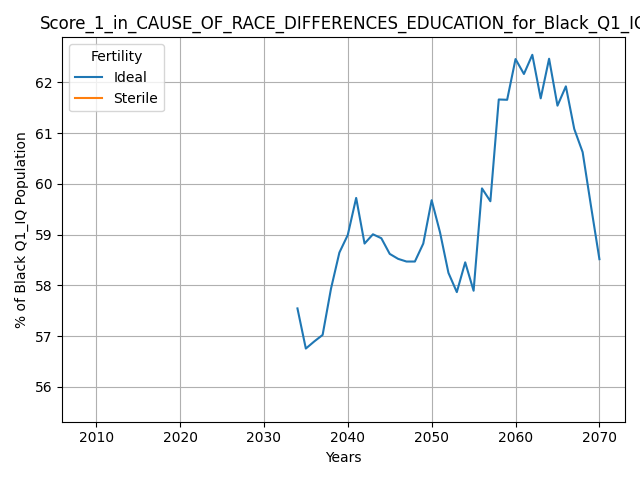 Score_1_in_CAUSE_OF_RACE_DIFFERENCES_EDUCATION_for_Black_Q1_IQ
Fertility
Ideal
Sterile
% of Black Q1_IQ Population
62
61
60
59
58
57
56
2010 2020 2030 2040 2050 2060 2070
Years